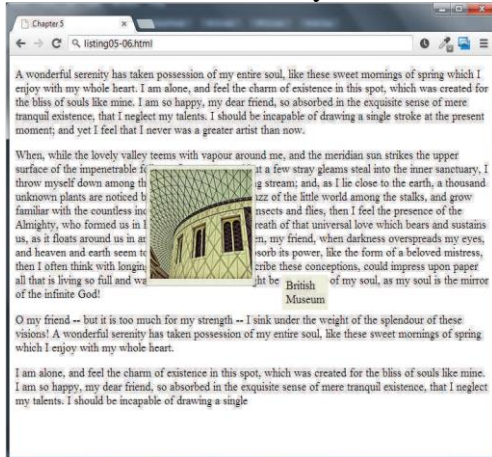 Chapter 5
listing05-06.html
A wonderful serenity has taken possession of my entire soul, like these sweet mornings of spring which I
enjoy with my whole heart. I am alone, and feel the charm of existence in this spot, which was created for
the bliss of souls like mine. I am so happy, my dear friend, so absorbed in the exquisite sense of mere
tranquil existence, that I neglect my talents. I should be incapable of drawing a single stroke at the present
moment; and yet I feel that I never was a greater artist than now.
When, while the lovely valley teems with vapour around me, and the meridian sun strikes the upper
surface of the impenetrable ut a few stray gleams steal into the inner sanctuary, I
throw myself down among th g stream; and, as I lie close to the earth, a thousand
unknown plants are noticed b zz of the little world among the stalks, and grow
familiar with the countless in nsects and flies, then I feel the presence of the
Almighty, who formed us in h reath of that universal love which bears and sustains
us, as it floats around us in a en, my friend, when darkness overspreads my eyes,
and heaven and earth seem t sorb its power, like the form of a beloved mistress,
then I often think with longin cribe these conceptions, could impress upon paper
all that is living so full and wa ght be of my soul, as my soul is the mirror
of the infinite God!
British
Museum
O my friend -- but it is too much for my strength -- I sink under the weight of the splendour of these
visions! A wonderful serenity has taken possession of my entire soul, like these sweet mornings of spring
which I enjoy with my whole heart.
I am alone, and feel the charm of existence in this spot, which was created for the bliss of souls like mine.
I am so happy, my dear friend, so absorbed in the exquisite sense of mere tranquil existence, that I neglect
my talents. I should be incapable of drawing a single